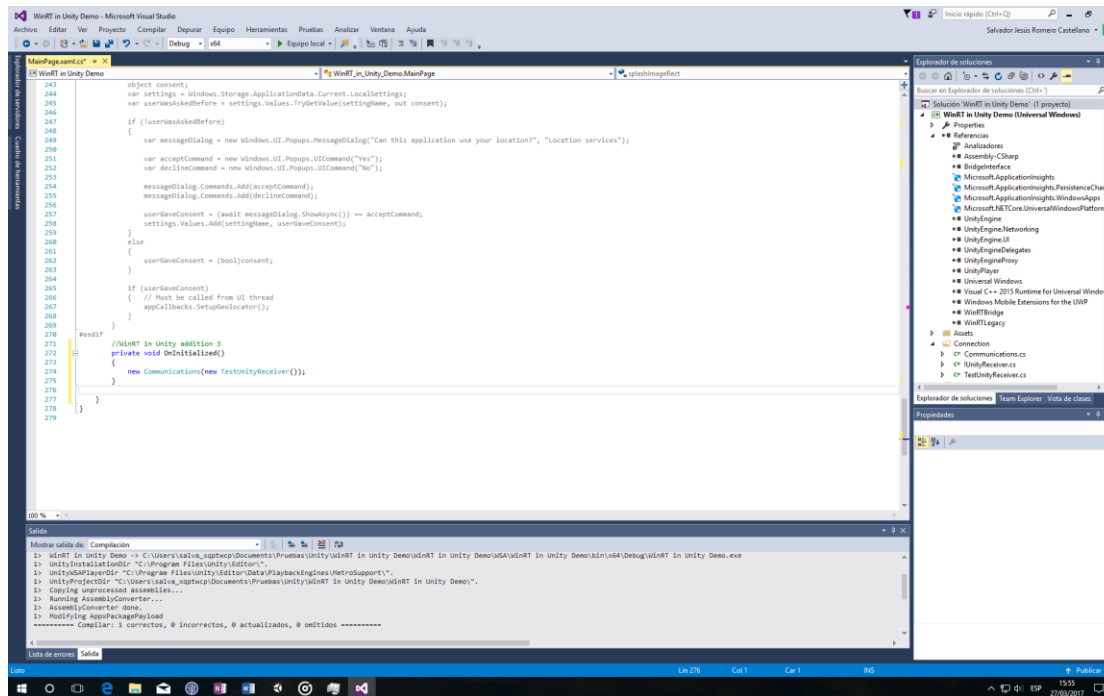 WinRT in Unity Demo - Microsoft Visual Studio
Inicio rápido (Ctrl+Q)
Archivo Editar Ver Proyecto Compilar Depurar Equipo Herramientas Pruebas Analizar Ventana Ayuda
Salvador Jesús Romero Castellano
Debug x64 Equipo local
Explorador de servidores
Cuadro de herramientas
MainPage.xaml.cs*
WinRT in Unity Demo WinRT_in_Unity_Demo.MainPage splashImageRect
243 object consent;
244 var settings = Windows.Storage.ApplicationData.Current.LocalSettings;
245 var userWasAskedBefore = settings.Values.TryGetValue(settingName, out consent);
246
247 if (!userWasAskedBefore)
248 {
249 var messageDialog = new Windows.UI.Popups.MessageDialog("Can this application use your location?", "Location services");
250
251 var acceptCommand = new Windows.UI.Popups.UICommand("Yes");
252 var declineCommand = new Windows.UI.Popups.UICommand("No");
253
254 messageDialog.Commands.Add(acceptCommand);
255 messageDialog.Commands.Add(declineCommand);
256
257 userGaveConsent = (await messageDialog.ShowAsync()) == acceptCommand;
258 settings.Values.Add(settingName, userGaveConsent);
259 }
260 else
261 {
262 userGaveConsent = (bool)consent;
263 }
264
265 if (userGaveConsent)
266 { // Must be called from UI thread
267 appCallbacks.SetupGeolocator();
268 }
269 }
270 #endif
271 //WinRT in Unity addition 3
272 private void OnInitialized()
273 {
274 new Communications(new TestUnityReceiver());
275 }
276
277 }
278 }
279
100 %
Explorador de soluciones
Buscar en Explorador de soluciones (Ctrl+')
Solución 'WinRT in Unity Demo' (1 proyecto)
WinRT in Unity Demo (Universal Windows)
Properties
Referencias
Analizadores
Assembly-CSharp
BridgeInterface
Microsoft.ApplicationInsights
Microsoft.ApplicationInsights.PersistenceChan
Microsoft.ApplicationInsights.WindowsApps
Microsoft.NETCore.UniversalWindowsPlatform
UnityEngine
UnityEngine.Networking
UnityEngine.UI
UnityEngineDelegates
UnityEngineProxy
UnityPlayer
Universal Windows
Visual C++ 2015 Runtime for Universal Windo
Windows Mobile Extensions for the UWP
WinRTBridge
WinRTLegacy
Assets
Connection
Communications.cs
IUnityReceiver.cs
TestUnityReceiver.cs
Explorador de soluciones Team Explorer Vista de clases
Propiedades
Salida
Mostrar salida de: Compilación
1> WinRT in Unity Demo -> C:\Users\salva_xqptwcp\Documents\Pruebas\Unity\WinRT in Unity Demo\WinRT in Unity Demo\WSA\WinRT in Unity Demo\bin\x64\Debug\WinRT in Unity Demo.exe
1> UnityInstallationDir "C:\Program Files\Unity\Editor\".
1> UnityWSAPlayerDir "C:\Program Files\Unity\Editor\Data\PlaybackEngines\MetroSupport\".
1> UnityProjectDir "C:\Users\salva_xqptwcp\Documents\Pruebas\Unity\WinRT in Unity Demo\WinRT in Unity Demo\".
1> Copying unprocessed assemblies...
1> Running AssemblyConverter...
1> AssemblyConverter done.
1> Modifying AppxPackagePayload
========== Compilar: 1 correctos, 0 incorrectos, 0 actualizados, 0 omitidos ==========
Lista de errores Salida
Listo Lín 276 Col 1 Car 1 INS Publicar
ESP 15:55
27/03/2017